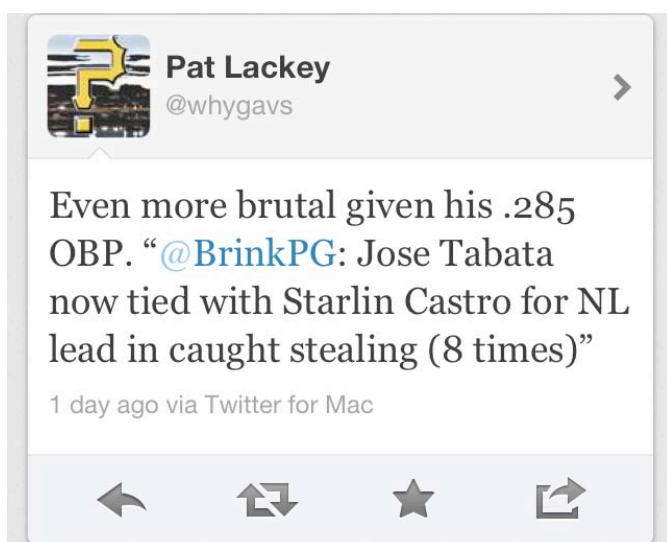 Pat Lackey
@whygavs
Even more brutal given his .285
OBP. “@BrinkPG: Jose Tabata
now tied with Starlin Castro for NL
lead in caught stealing (8 times)”
1 day ago via Twitter for Mac